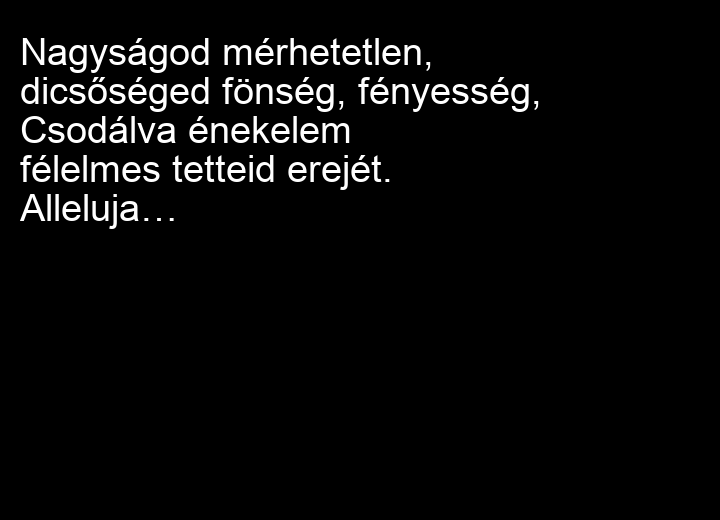 Nagyságod mérhetetlen,
dicsőséged fönség, fényesség,
Csodálva énekelem
félelmes tetteid erejét.
Alleluja…